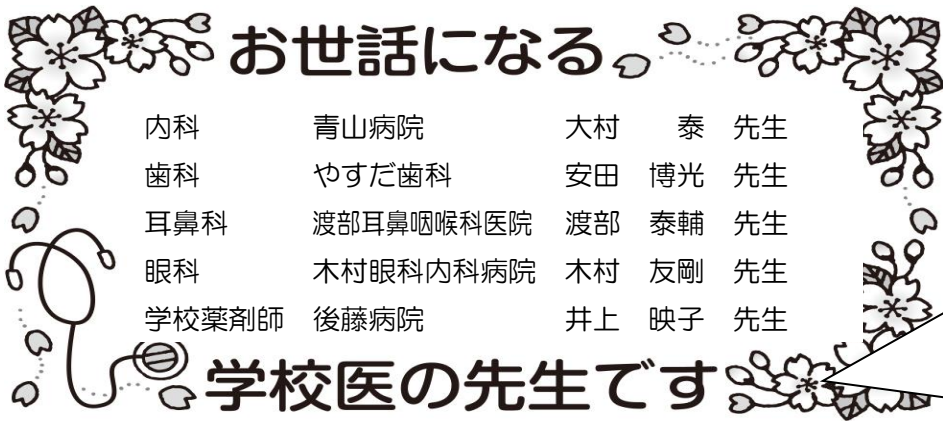 お世話になる
内科 青山病院 大村 泰 先生
歯科 やすだ歯科 安田 博光 先生
耳鼻科 渡部耳鼻咽喉科医院 渡部 泰輔 先生
眼科 木村眼科内科病院 木村 友剛 先生
学校薬剤師 後藤病院 井上 映子 先生
学校医の先生です